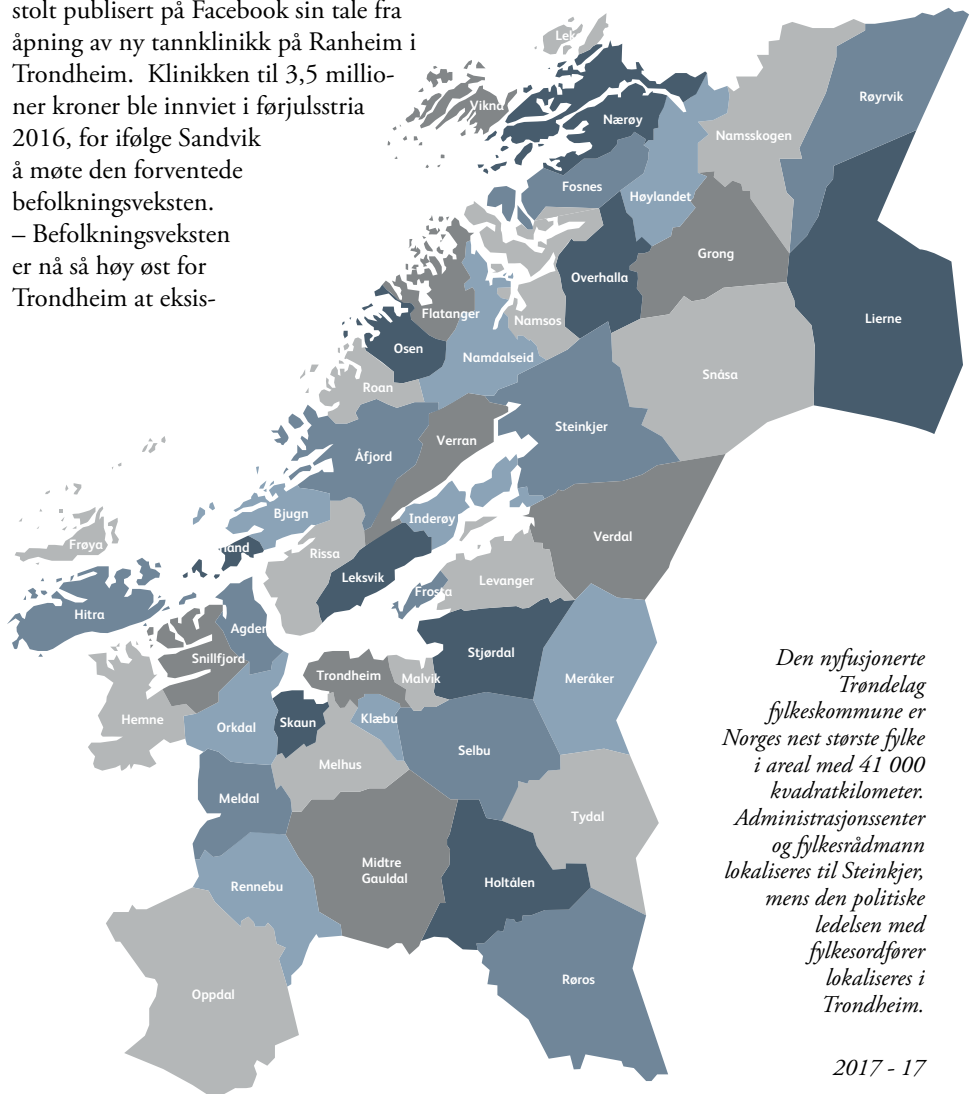 stolt publisert på Facebook sin tale fra
åpning av ny tannklinikk på Ranheim i
Trondheim. Klinikken til 3,5 millio-
ner kroner ble innviet i førjulsstria
2016, for ifølge Sandvik
å møte den forventede
befolkningsveksten.
– Befolkningsveksten
er nå så høy øst for
Trondheim at eksis-
Lek
Vikna
Nærøy
Røyrvik
Namsskogen
Fosnes
Høylandet
Grong
Overhalla
Flatanger
Namsos
Lierne
Osen
Namdalseid
Roan
Snåsa
Steinkjer
Verran
Åfjord
Bjugn
Inderøy
Verdal
Frøya
land
Rissa
Leksvik
Levanger
Frosta
Hitra
Agden
Stjørdal
Snillfjord
Trondheim
Malvik
Meråker
Hemne
Orkdal
Skaun
Klæbu
Selbu
Melhus
Meldal
Tydal
Midtre
Gauldal
Rennebu
Holtålen
Oppdal
Røros
Den nyfusjonerte
Trøndelag
fylkeskommune er
Norges nest største fylke
i areal med 41 000
kvadratkilometer.
Administrasjonssenter
og fylkesrådmann
lokaliseres til Steinkjer,
mens den politiske
ledelsen med
fylkesordfører
lokaliseres i
Trondheim.
2017 - 17